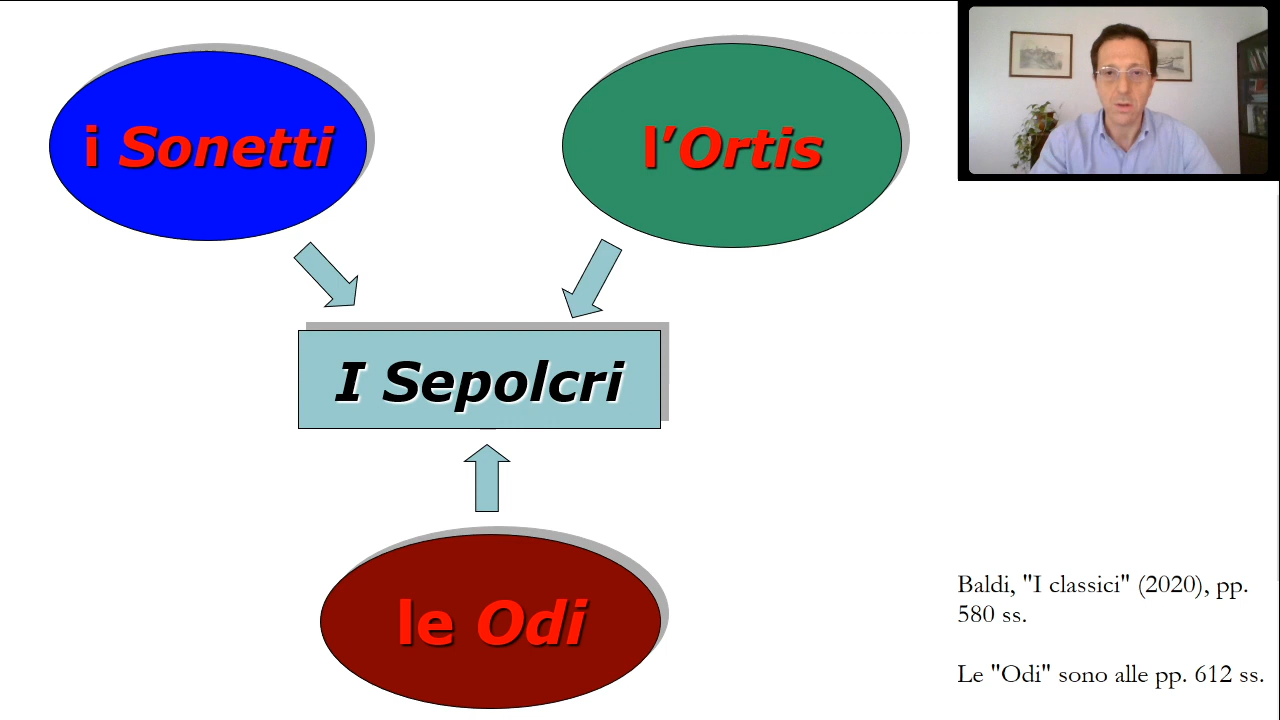 i Sonetti
l’Ortis
I Sepolcri
le Odi
Baldi, "I classici" (2020), pp.
580 ss.
Le "Odi" sono alle pp. 612 ss.